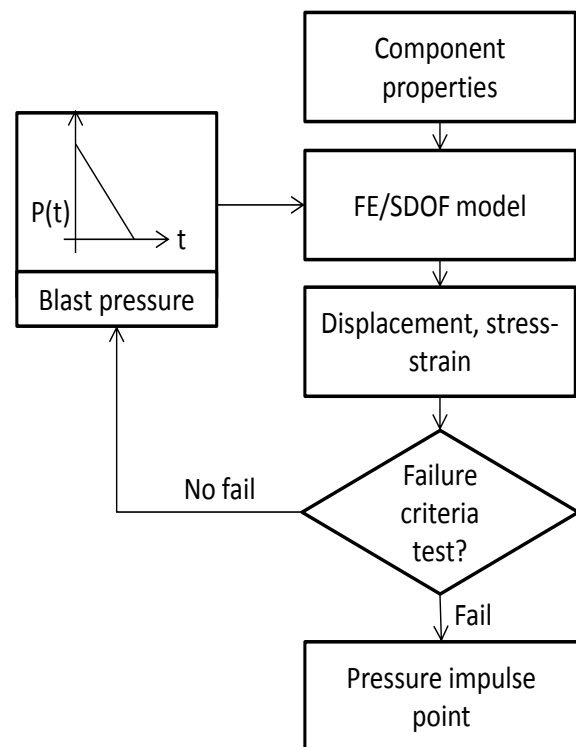 Component
properties
P(t)
t
Blast pressure
FE/SDOF model
Displacement, stress-
strain
Failure
criteria
test?
No fail
Fail
Pressure impulse
point